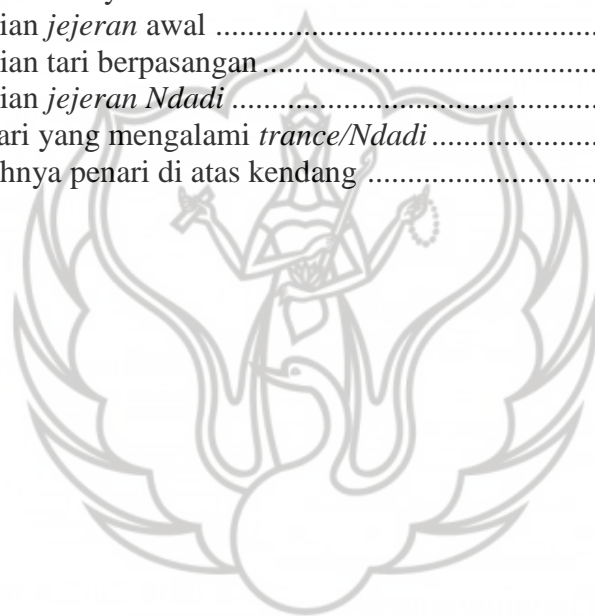 ian jejeran awal ..........................................
ian tari berpasangan ....................................
ian jejeran Ndadi ........................................
ari yang mengalami trance/Ndadi ..................
hnya penari di atas kendang .........................